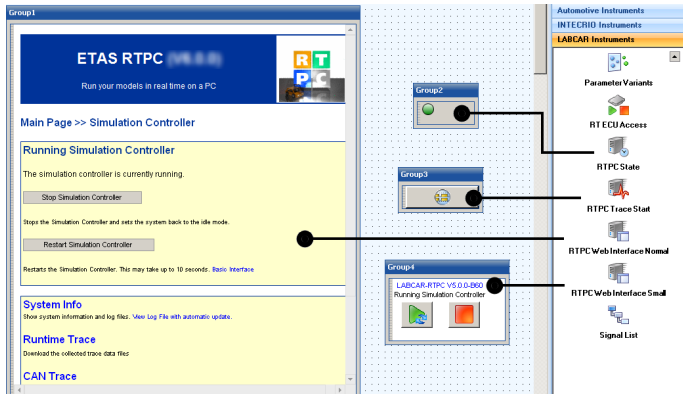 Group1
ETAS RTPC
Run your models in real time on a PC
RT
PC
Main Page >> Simulation Controller
Running Simulation Controller
The simulation controller is currently running.
Stop Simulation Controller
Stops the Simulation Controller and sets the system back to the idle mode.
Restart Simulation Controller
Restarts the Simulation Controller. This may take up to 10 seconds. Basic Interface
System Info
Show system information and log files. View Log File with automatic update.
Runtime Trace
Download the collected trace data files
CAN Trace
Group2
Group3
Group4
LABCAR-RTPC V5.0.0-B60
Running Simulation Controller
Automotive Instruments
INTECRIO Instruments
LABCAR Instruments
Parameter Variants
RT ECU Access
RTPC State
RTPC Trace Start
RTPC Web Interface Normal
RTPC Web Interface Small
Signal List